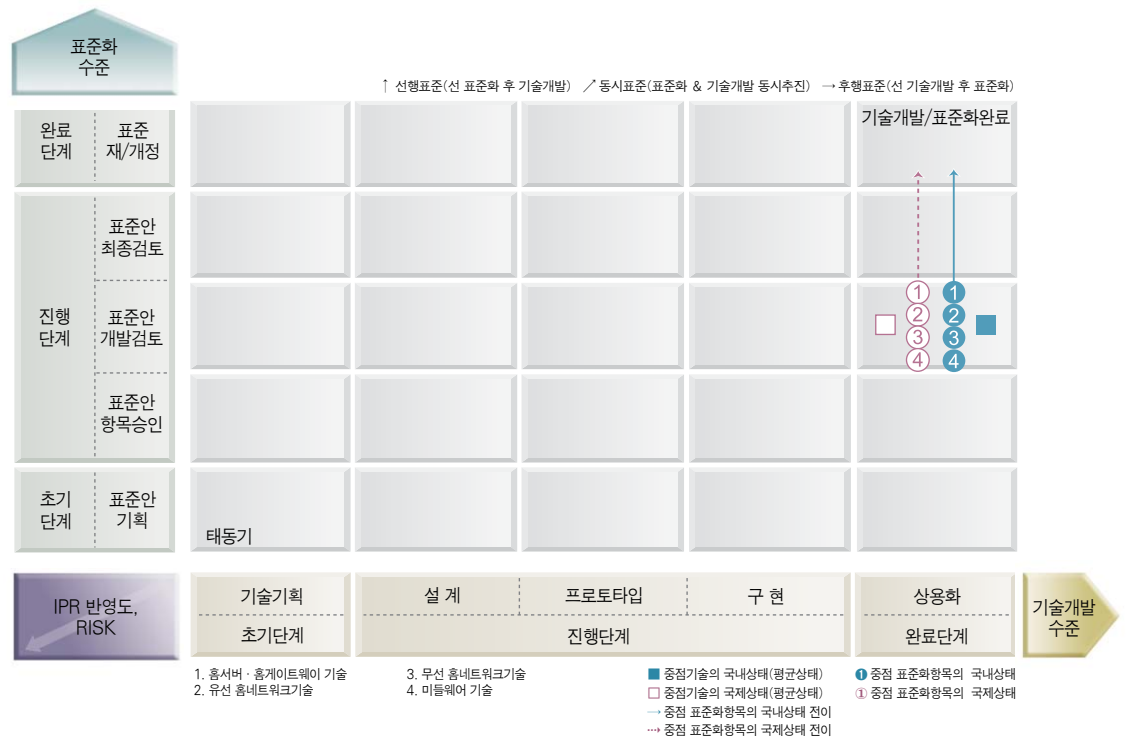 표준화
수준
↑ 선행표준(선 표준화 후 기술개발) ↗ 동시표준(표준화 & 기술개발 동시추진) → 후행표준(선 기술개발 후 표준화)
완료
단계
표준
재/개정
기술개발/표준화완료
표준안
최종검토
진행
단계
표준안
개발검토
① ❶
② ❷
③ ❸
④ ❹
표준안
항목승인
초기
단계
표준안
기획
태동기
IPR 반영도,
RISK
기술기획
설 계
프로토타입
구 현
상용화
초기단계
진행단계
완료단계
기술개발
수준
1. 홈서버 · 홈게이트웨이 기술
2. 유선 홈네트워크기술
3. 무선 홈네트워크기술
4. 미들웨어 기술
■ 중점기술의 국내상태(평균상태)
□ 중점기술의 국제상태(평균상태)
→ 중점 표준화항목의 국내상태 전이
⇢ 중점 표준화항목의 국제상태 전이
❶ 중점 표준화항목의 국내상태
① 중점 표준화항목의 국제상태